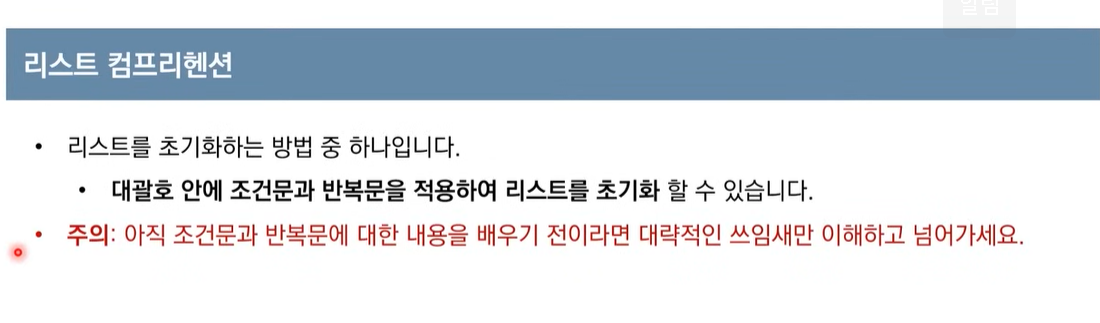 알림
리스트 컴프리헨션
• 리스트를 초기화하는 방법 중 하나입니다.
• 대괄호 안에 조건문과 반복문을 적용하여 리스트를 초기화 할 수 있습니다.
• 주의: 아직 조건문과 반복문에 대한 내용을 배우기 전이라면 대략적인 쓰임새만 이해하고 넘어가세요.